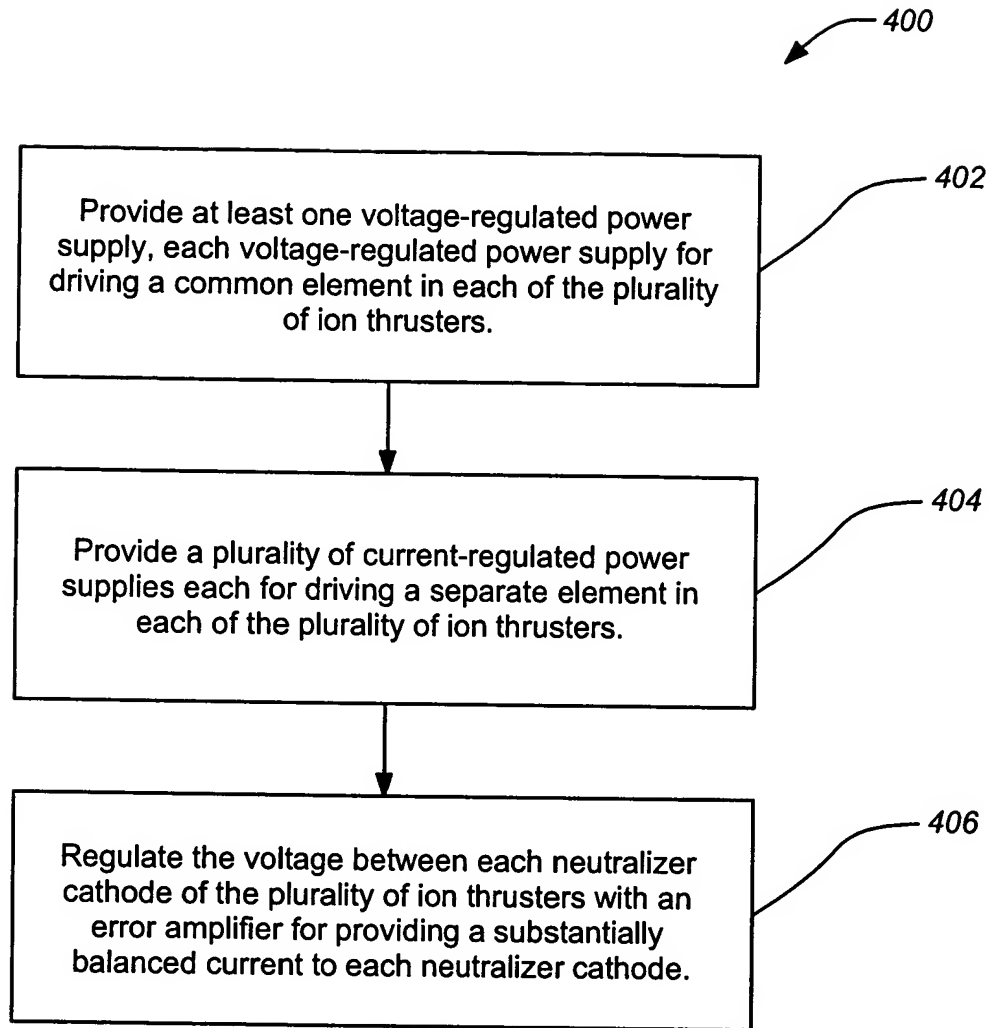 400
402
Provide at least one voltage-regulated power
supply, each voltage-regulated power supply for
driving a common element in each of the plurality
of ion thrusters.
404
Provide a plurality of current-regulated power
supplies each for driving a separate element in
each of the plurality of ion thrusters.
406
Regulate the voltage between each neutralizer
cathode of the plurality of ion thrusters with an
error amplifier for providing a substantially
balanced current to each neutralizer cathode.